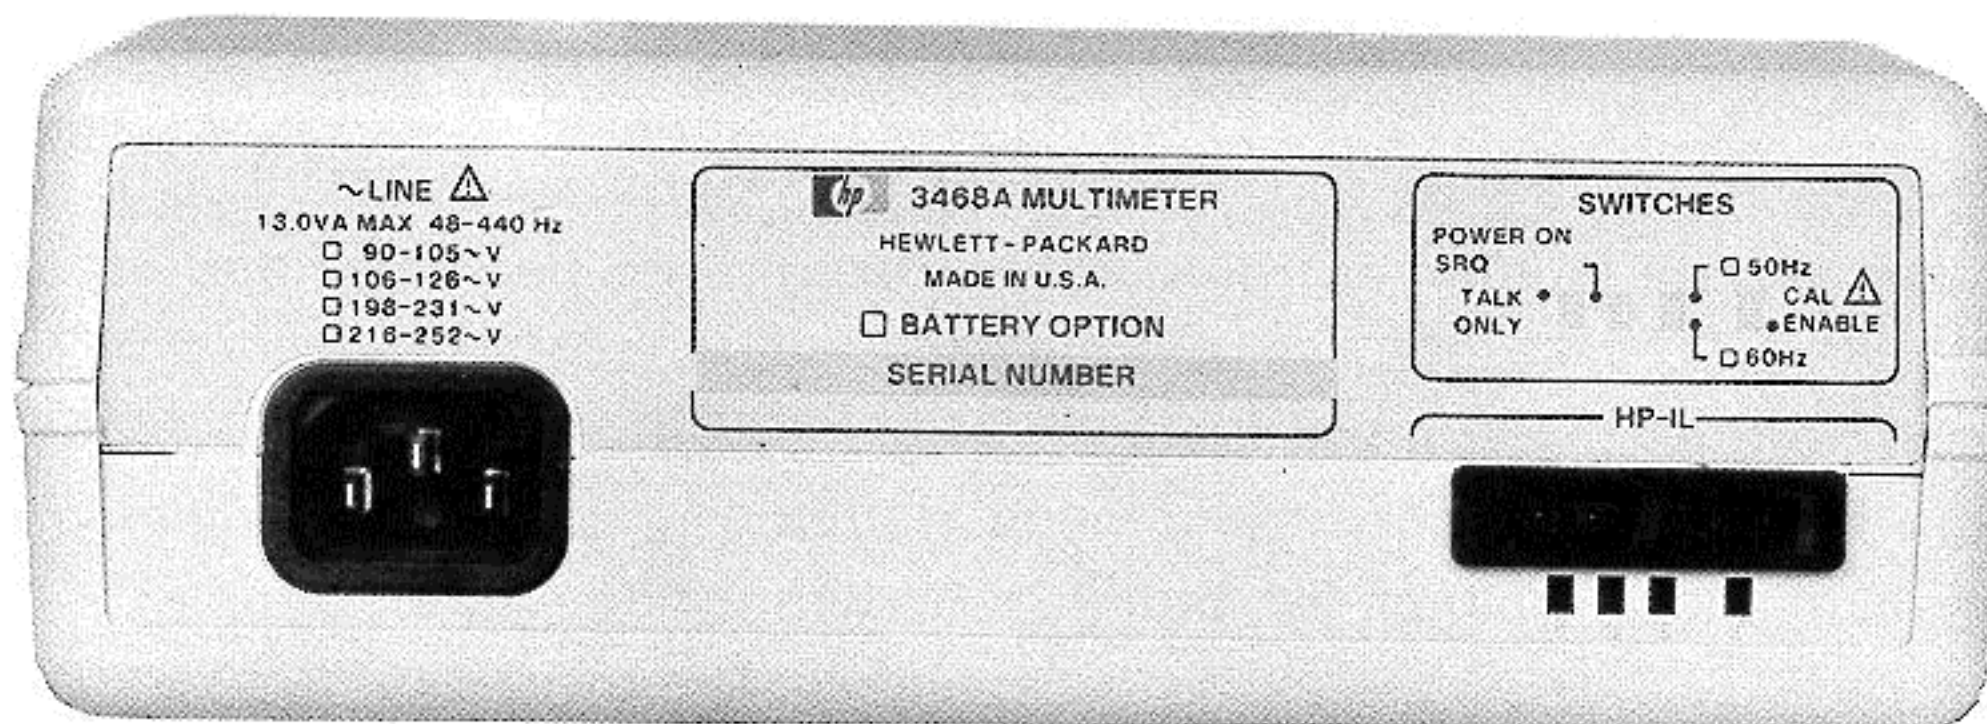 ~LINE
13.0VA MAX 48-440 Hz
90-105~V
106-126~V
198-231~V
216-252~V
hp 3468A MULTIMETER
HEWLETT-PACKARD
MADE IN U.S.A.
BATTERY OPTION
SERIAL NUMBER
SWITCHES
POWER ON
SRQ
TALK
ONLY
50Hz
CAL
ENABLE
60Hz
HP-IL